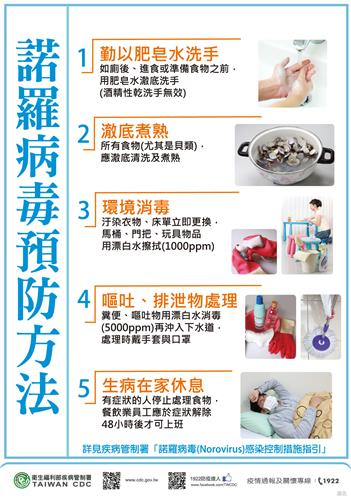 諾羅病毒預防方法
1 勤以肥皂水洗手
如廁後、進食或準備食物之前，
用肥皂水澈底洗手
(酒精性乾洗手無效)
2 澈底煮熟
所有食物(尤其是貝類)，
應澈底清洗及煮熟
3 環境消毒
汙染衣物、床單立即更換，
馬桶、門把、玩具物品
用漂白水擦拭(1000ppm)
4 嘔吐、排泄物處理
糞便、嘔吐物用漂白水消毒
(5000ppm)再沖入下水道，
處理時戴手套與口罩
5 生病在家休息
有症狀的人停止處理食物，
餐飲業員工應於症狀解除
48小時後才可上班
詳見疾病管制署「諾羅病毒(Norovirus)感染控制措施指引」
衛生福利部疾病管制署
TAIWAN CDC
www.cdc.gov.tw
1922防疫達人
www.facebook.com/TWCDC
疫情通報及關懷專線：1922